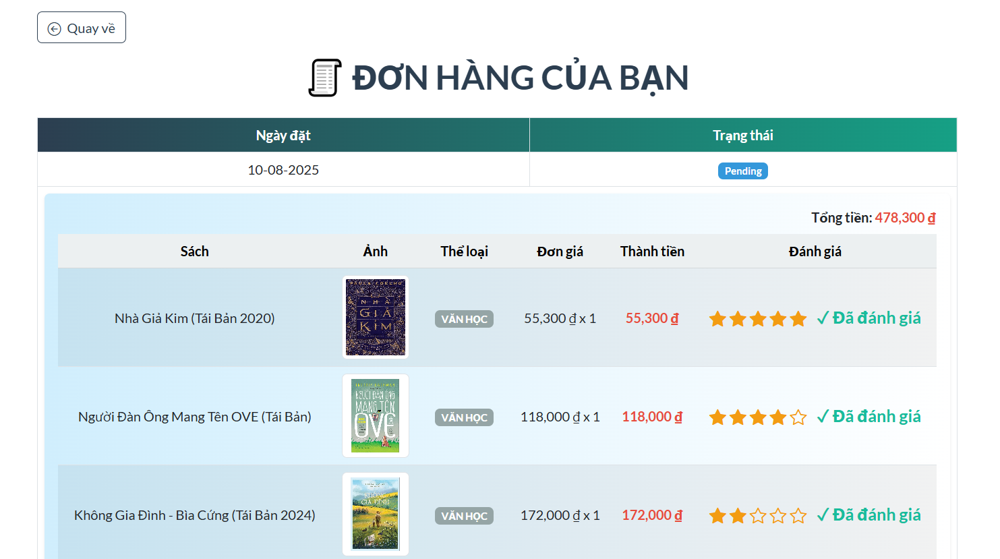 Quay về
ĐƠN HÀNG CỦA BẠN
Ngày đặt Trạng thái
10-08-2025 Pending
Tổng tiền: 478,300 ₫
Sách Ảnh Thể loại Đơn giá Thành tiền Đánh giá
PAULO COELHO
NHÀ
GIẢ
KIM
Nhà Giả Kim (Tái Bản 2020) VĂN HỌC 55,300 ₫ x 1 55,300 ₫ ✓ Đã đánh giá
NGƯỜI ĐÀN ÔNG
MANG TÊN
OVE
Người Đàn Ông Mang Tên OVE (Tái Bản) VĂN HỌC 118,000 ₫ x 1 118,000 ₫ ✓ Đã đánh giá
KHÔNG
GIA ĐÌNH
Không Gia Đình - Bìa Cứng (Tái Bản 2024) VĂN HỌC 172,000 ₫ x 1 172,000 ₫ ✓ Đã đánh giá